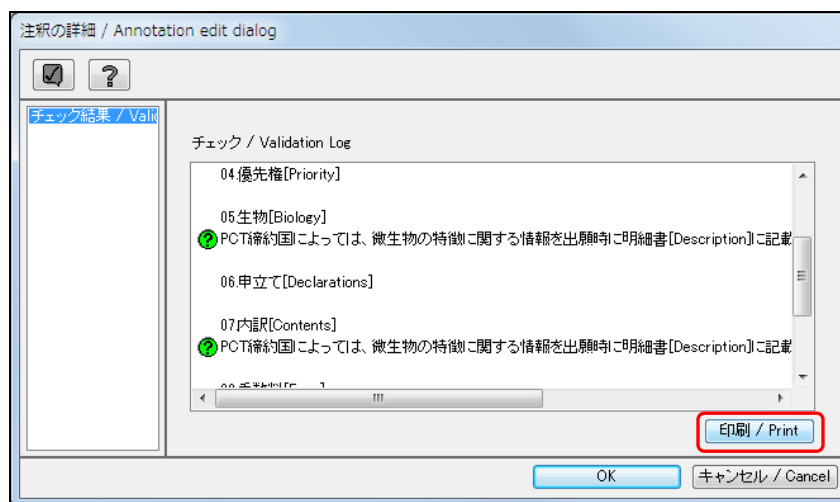 注釈の詳細 / Annotation edit dialog
チェック結果 / Valid
チェック / Validation Log
04.優先権[Priority]
05.生物[Biology]
PCT締約国によっては、微生物の特徴に関する情報を出願時に明細書[Description]に記載
06.申立て[Declarations]
07.内訳[Contents]
PCT締約国によっては、微生物の特徴に関する情報を出願時に明細書[Description]に記載
印刷 / Print
OK
キャンセル / Cancel